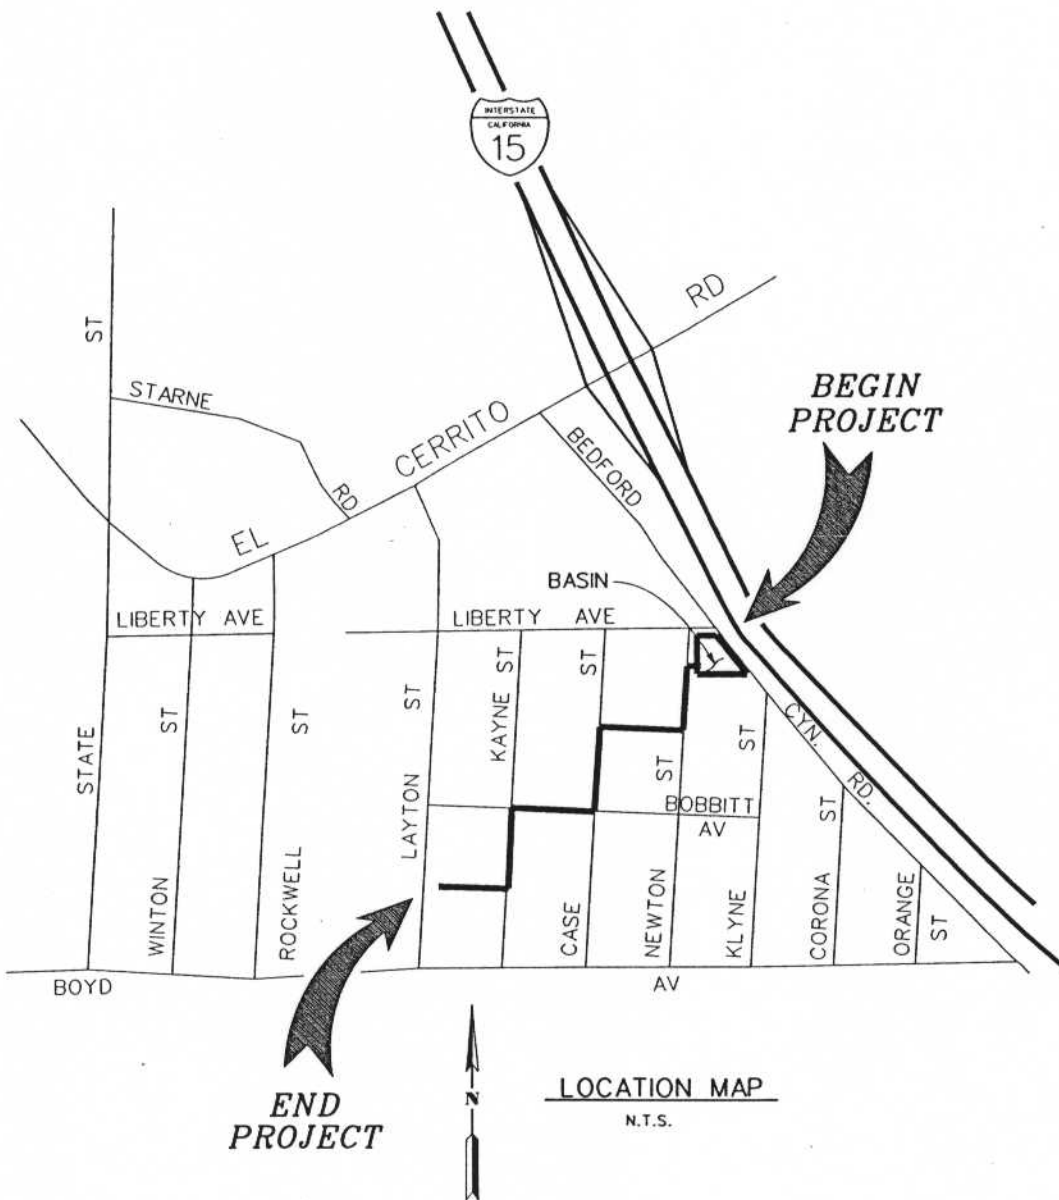 INTERSTATE
CALIFORNIA
15
RD
ST
STARNE
BEGIN
PROJECT
CERRITO
BEDFORD
RD
EL
BASIN
LIBERTY AVE
LIBERTY AVE
ST
ST
ST
ST
KAYNE ST
ST
ST
ST
CYN.
RD.
STATE
LAYTON
BOBBITT
AV
ST
WINTON
ROCKWELL
CASE
NEWTON
KLYNE
CORONA
ORANGE
ST
BOYD
AV
END
PROJECT
N
LOCATION MAP
N.T.S.